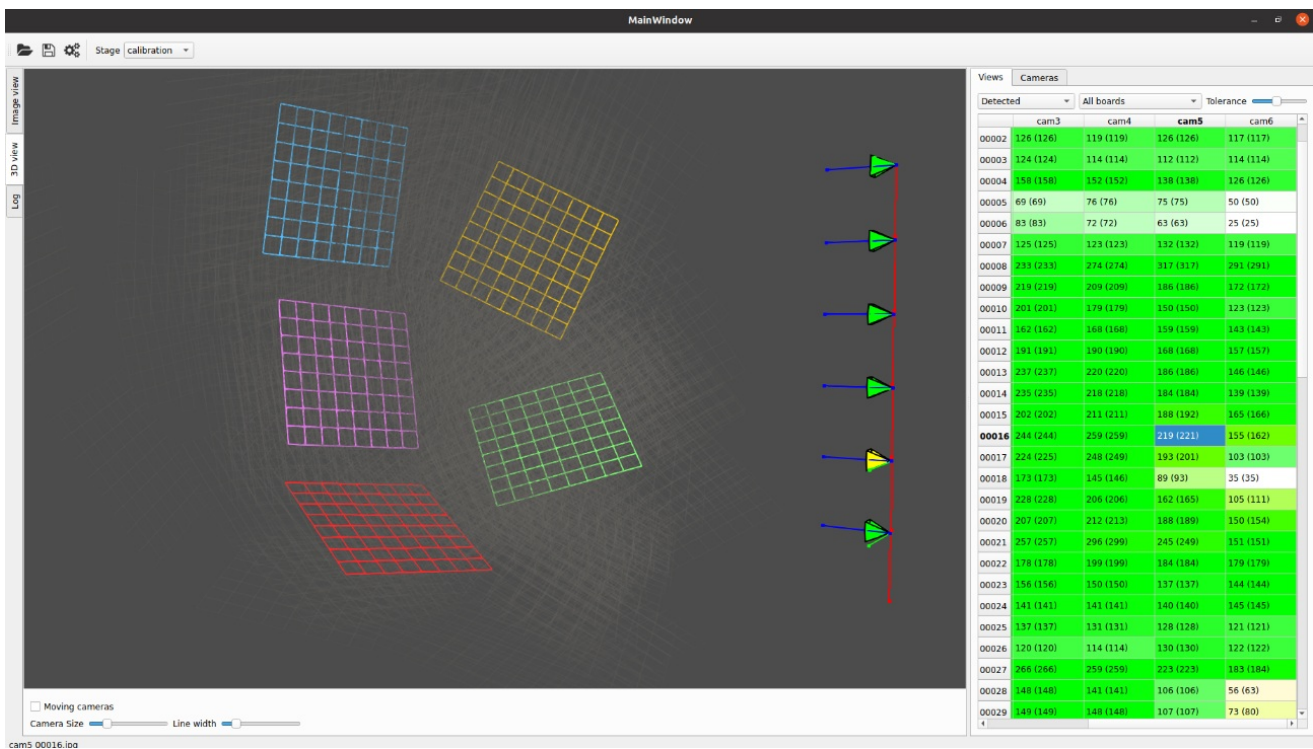 MainWindow
Stage calibration
Image view
3D view
Log
Views Cameras
Detected All boards Tolerance
cam3 cam4 cam5 cam6
00002 126 (126) 119 (119) 126 (126) 117 (117)
00003 124 (124) 114 (114) 112 (112) 114 (114)
00004 158 (158) 152 (152) 138 (138) 126 (126)
00005 69 (69) 76 (76) 75 (75) 50 (50)
00006 83 (83) 72 (72) 63 (63) 25 (25)
00007 125 (125) 123 (123) 132 (132) 119 (119)
00008 233 (233) 274 (274) 317 (317) 291 (291)
00009 219 (219) 209 (209) 186 (186) 172 (172)
00010 201 (201) 179 (179) 150 (150) 123 (123)
00011 162 (162) 168 (168) 159 (159) 143 (143)
00012 191 (191) 190 (190) 168 (168) 157 (157)
00013 237 (237) 220 (220) 186 (186) 146 (146)
00014 235 (235) 218 (218) 184 (184) 139 (139)
00015 202 (202) 211 (211) 188 (192) 165 (166)
00016 244 (244) 259 (259) 219 (221) 155 (162)
00017 224 (225) 248 (249) 193 (201) 103 (103)
00018 173 (173) 145 (146) 89 (93) 35 (35)
00019 228 (228) 206 (206) 162 (165) 105 (111)
00020 207 (207) 212 (213) 188 (189) 150 (154)
00021 257 (257) 296 (299) 245 (249) 151 (151)
00022 178 (178) 199 (199) 184 (184) 179 (179)
00023 156 (156) 150 (150) 137 (137) 144 (144)
00024 141 (141) 141 (141) 140 (140) 145 (145)
00025 137 (137) 131 (131) 128 (128) 121 (121)
00026 120 (120) 114 (114) 130 (130) 122 (122)
00027 266 (266) 259 (259) 223 (223) 183 (184)
00028 148 (148) 141 (141) 106 (106) 56 (63)
00029 149 (149) 148 (148) 107 (107) 73 (80)
Moving cameras
Camera Size Line width
cam5 00016.jpg